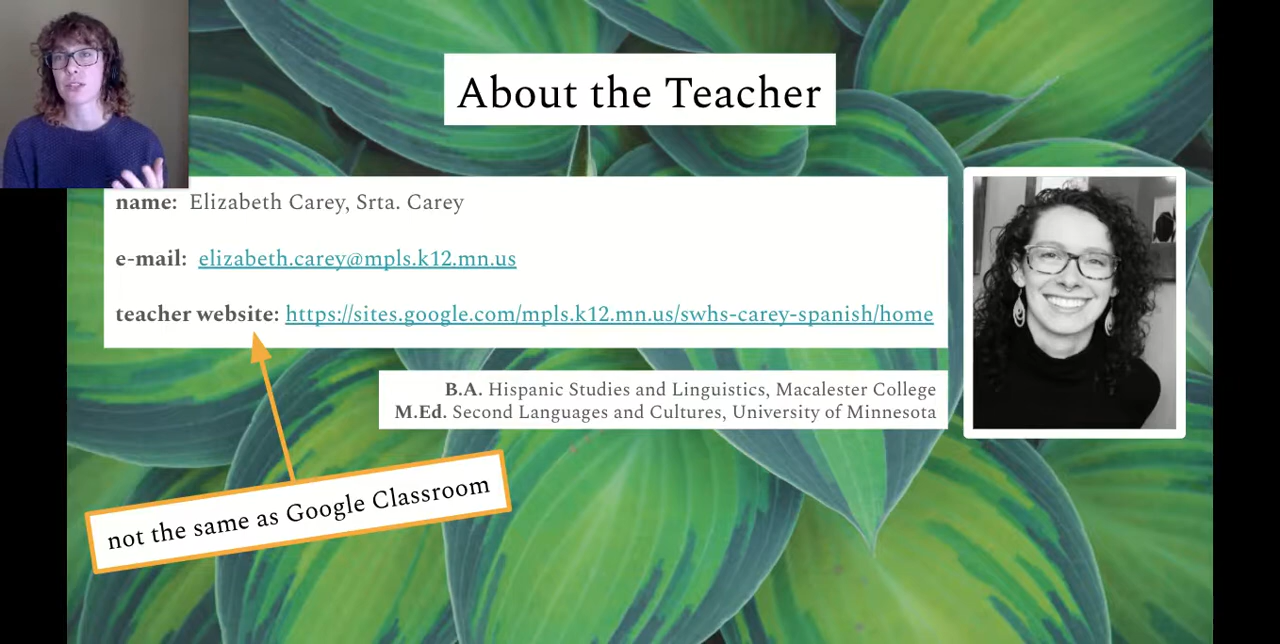 About the Teacher
name: Elizabeth Carey, Srta. Carey
e-mail: elizabeth.carey@mpls.k12.mn.us
teacher website: https://sites.google.com/mpls.k12.mn.us/swhs-carey-spanish/home
B.A. Hispanic Studies and Linguistics, Macalester College
M.Ed. Second Languages and Cultures, University of Minnesota
not the same as Google Classroom